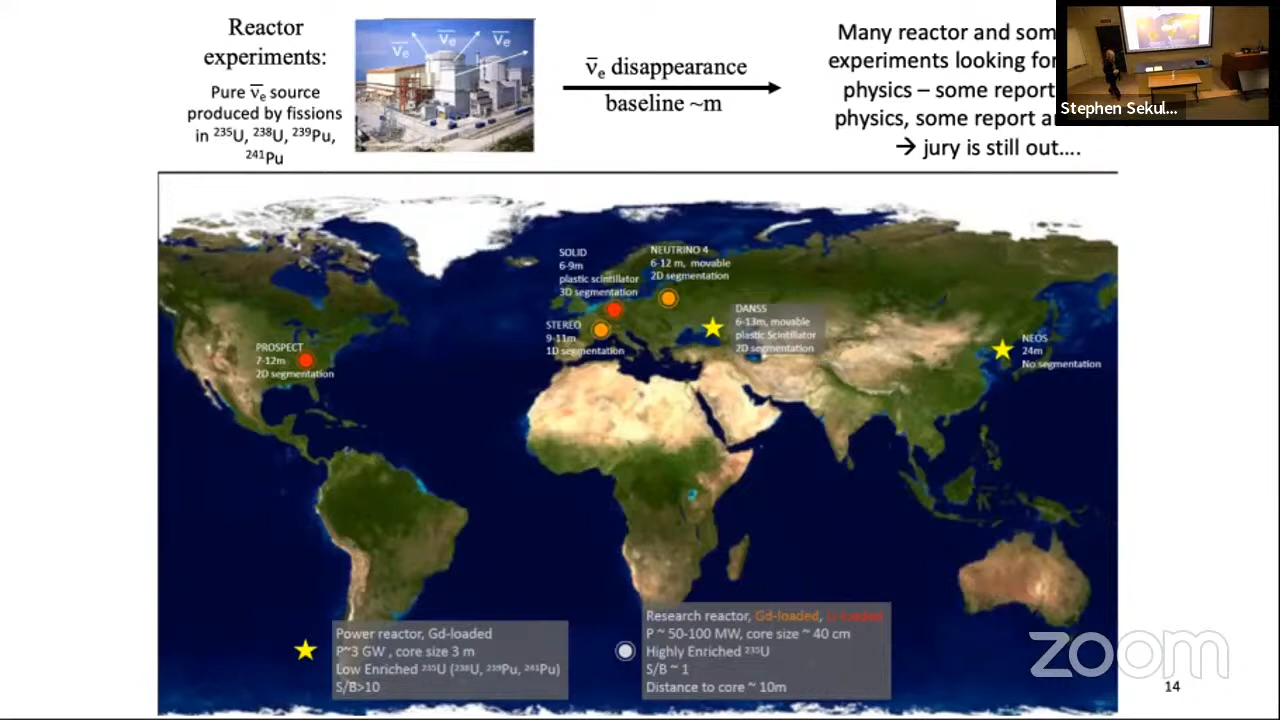 Reactor
experiments:
Pure ν̅e source
produced by fissions
in ²³⁵U, ²³⁸U, ²³⁹Pu,
²⁴¹Pu
ν̅e ν̅e ν̅e
ν̅e disappearance
baseline ~m
Many reactor and som
experiments looking for
physics – some report
physics, some report a
→ jury is still out….
Stephen Sekul...
SOLID
6-9m
plastic scintillator
3D segmentation
NEUTRINO 4
6-12 m, movable
2D segmentation
STEREO
9-11m
1D segmentation
DANSS
6-13m, movable
plastic Scintillator
2D segmentation
NEOS
24m
No segmentation
PROSPECT
7-12m
2D segmentation
Power reactor, Gd-loaded
P~3 GW , core size 3 m
Low Enriched ²³⁵U (²³⁸U, ²³⁹Pu, ²⁴¹Pu)
S/B>10
Research reactor, Gd-loaded, Li-loaded
P ~ 50-100 MW, core size ~ 40 cm
Highly Enriched ²³⁵U
S/B ~ 1
Distance to core ~ 10m
zoom
14